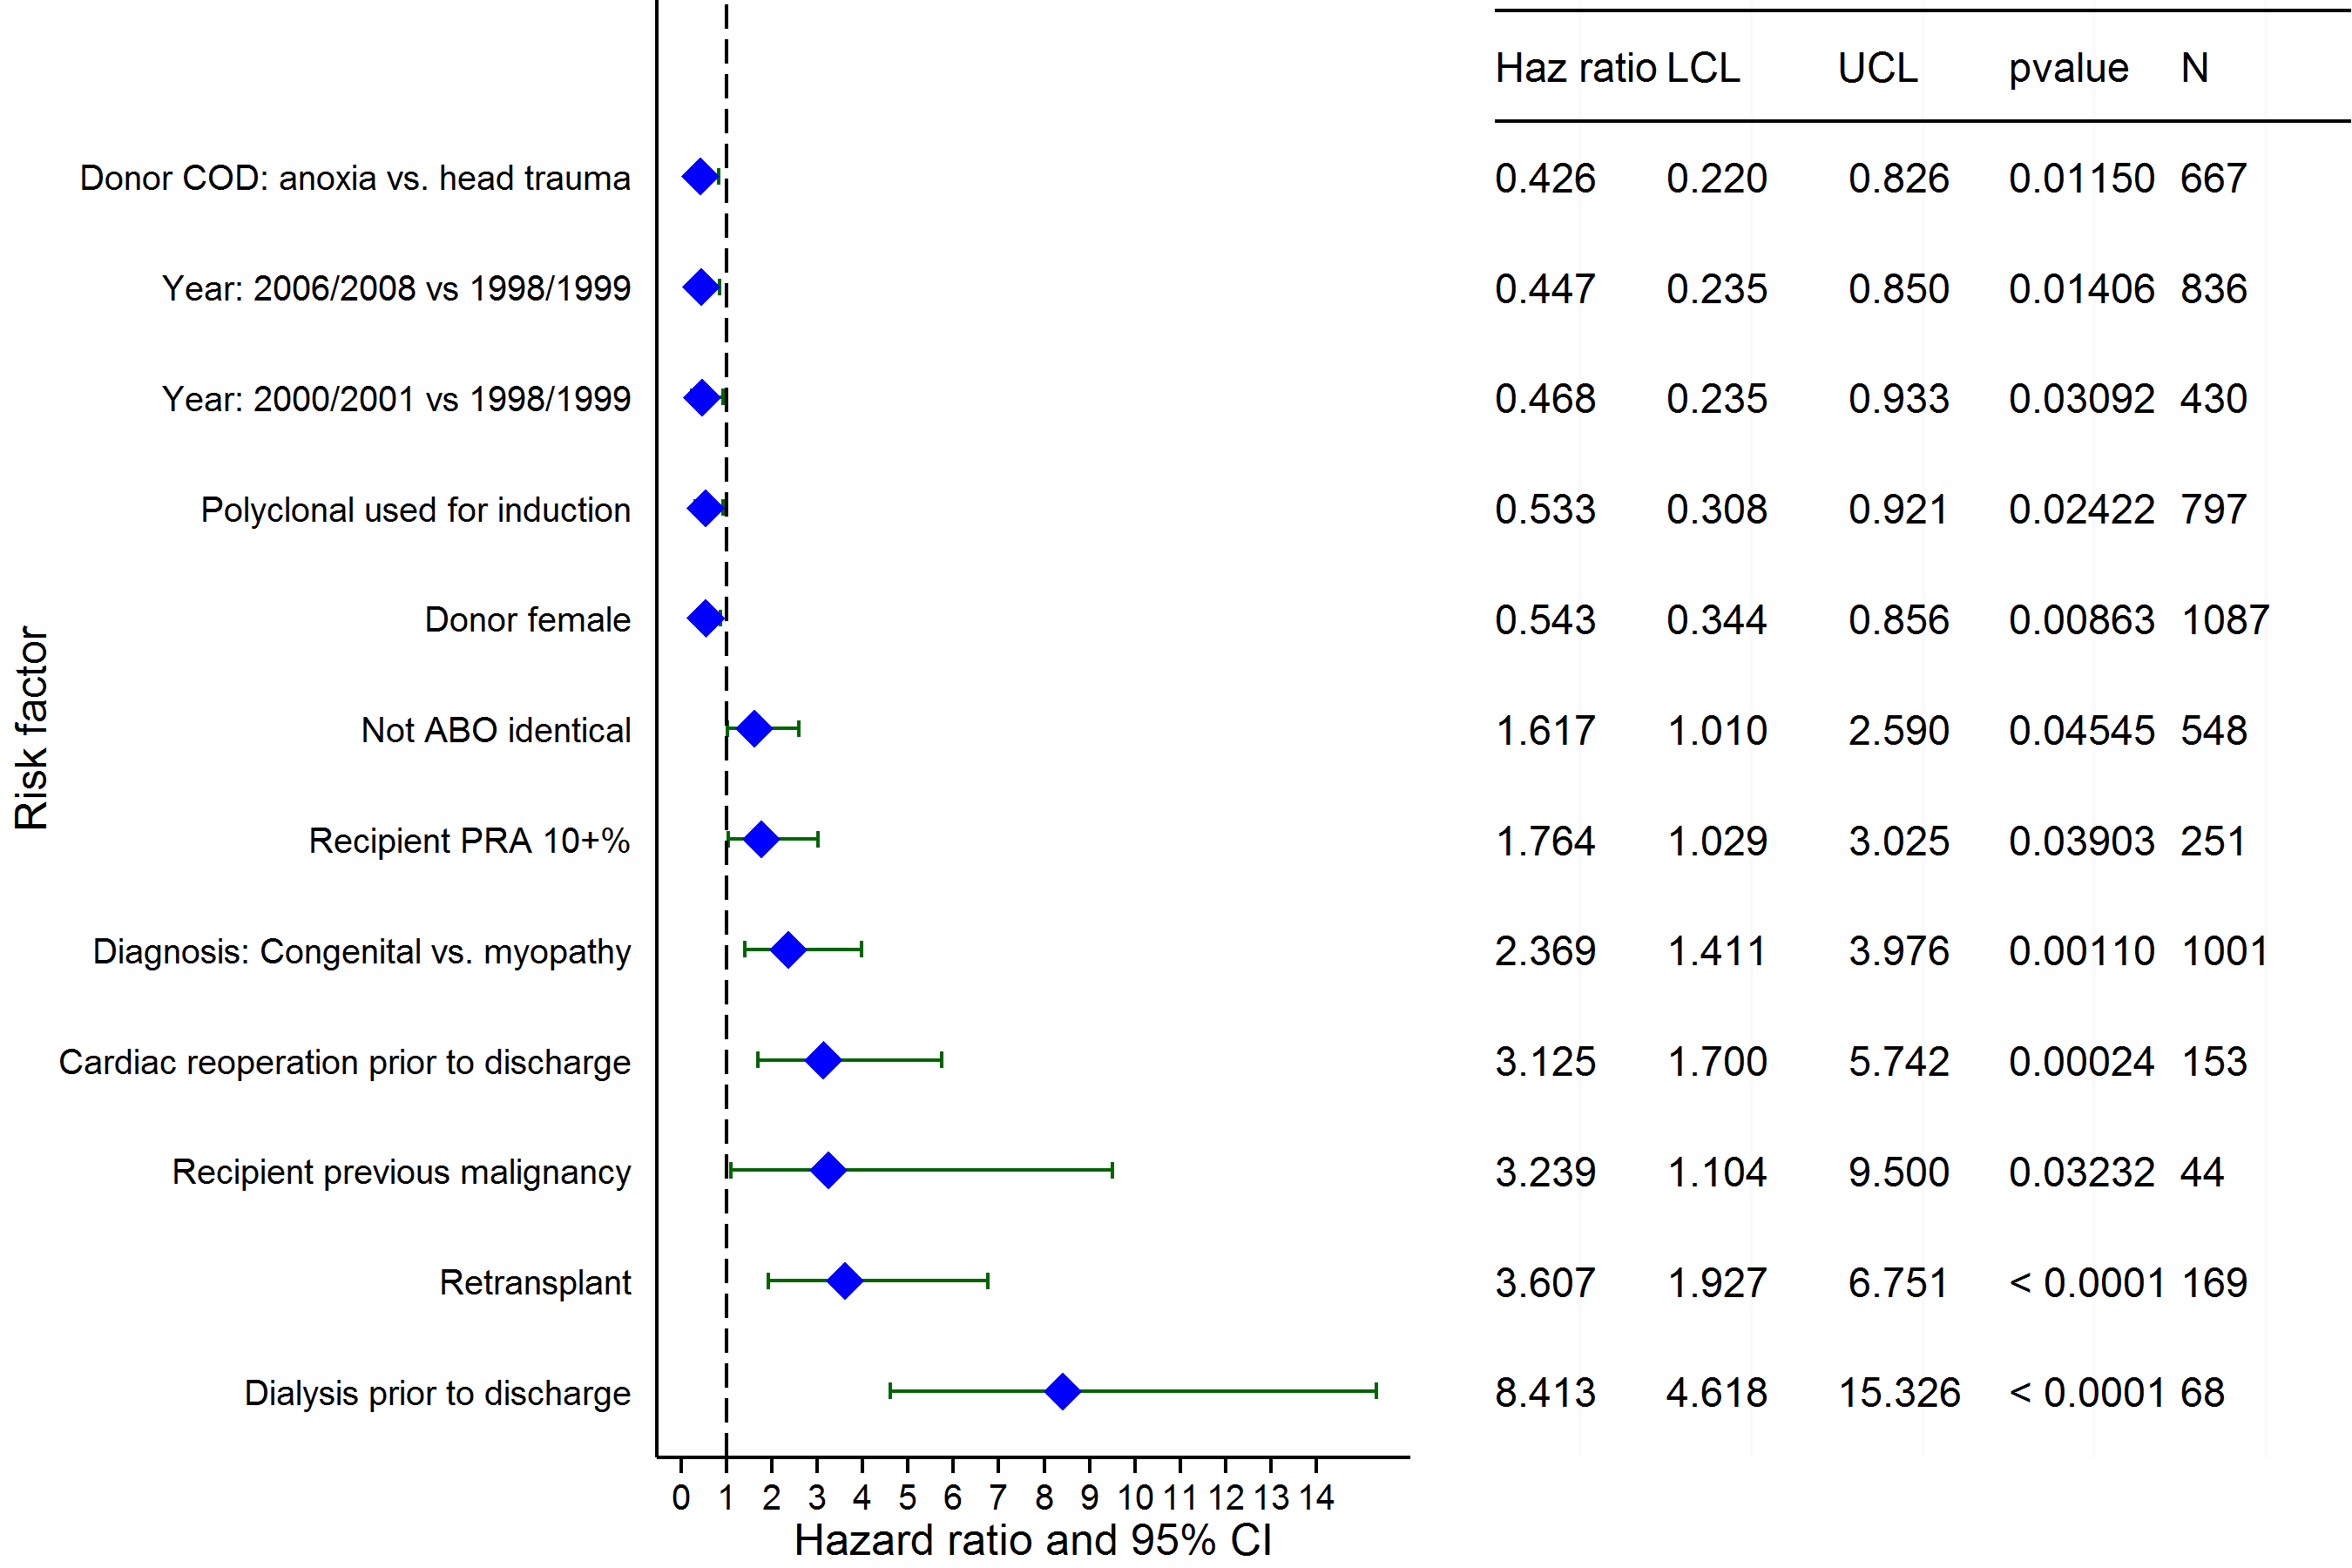 Haz ratio LCL UCL pvalue N
Donor COD: anoxia vs. head trauma 0.426 0.220 0.826 0.01150 667
Year: 2006/2008 vs 1998/1999 0.447 0.235 0.850 0.01406 836
Year: 2000/2001 vs 1998/1999 0.468 0.235 0.933 0.03092 430
Polyclonal used for induction 0.533 0.308 0.921 0.02422 797
Donor female 0.543 0.344 0.856 0.00863 1087
Not ABO identical 1.617 1.010 2.590 0.04545 548
Recipient PRA 10+% 1.764 1.029 3.025 0.03903 251
Diagnosis: Congenital vs. myopathy 2.369 1.411 3.976 0.00110 1001
Cardiac reoperation prior to discharge 3.125 1.700 5.742 0.00024 153
Recipient previous malignancy 3.239 1.104 9.500 0.03232 44
Retransplant 3.607 1.927 6.751 < 0.0001 169
Dialysis prior to discharge 8.413 4.618 15.326 < 0.0001 68
Risk factor
0 1 2 3 4 5 6 7 8 9 10 11 12 13 14
Hazard ratio and 95% CI